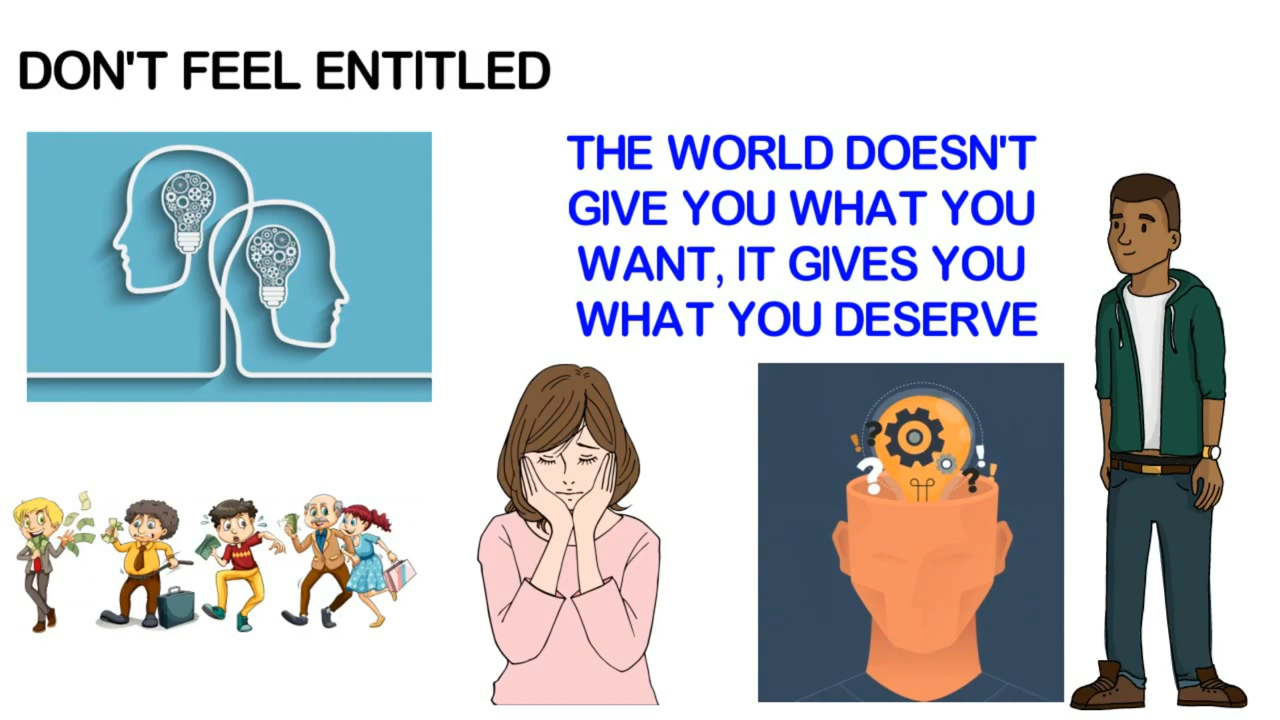 DON'T FEEL ENTITLED
THE WORLD DOESN'T
GIVE YOU WHAT YOU
WANT, IT GIVES YOU
WHAT YOU DESERVE